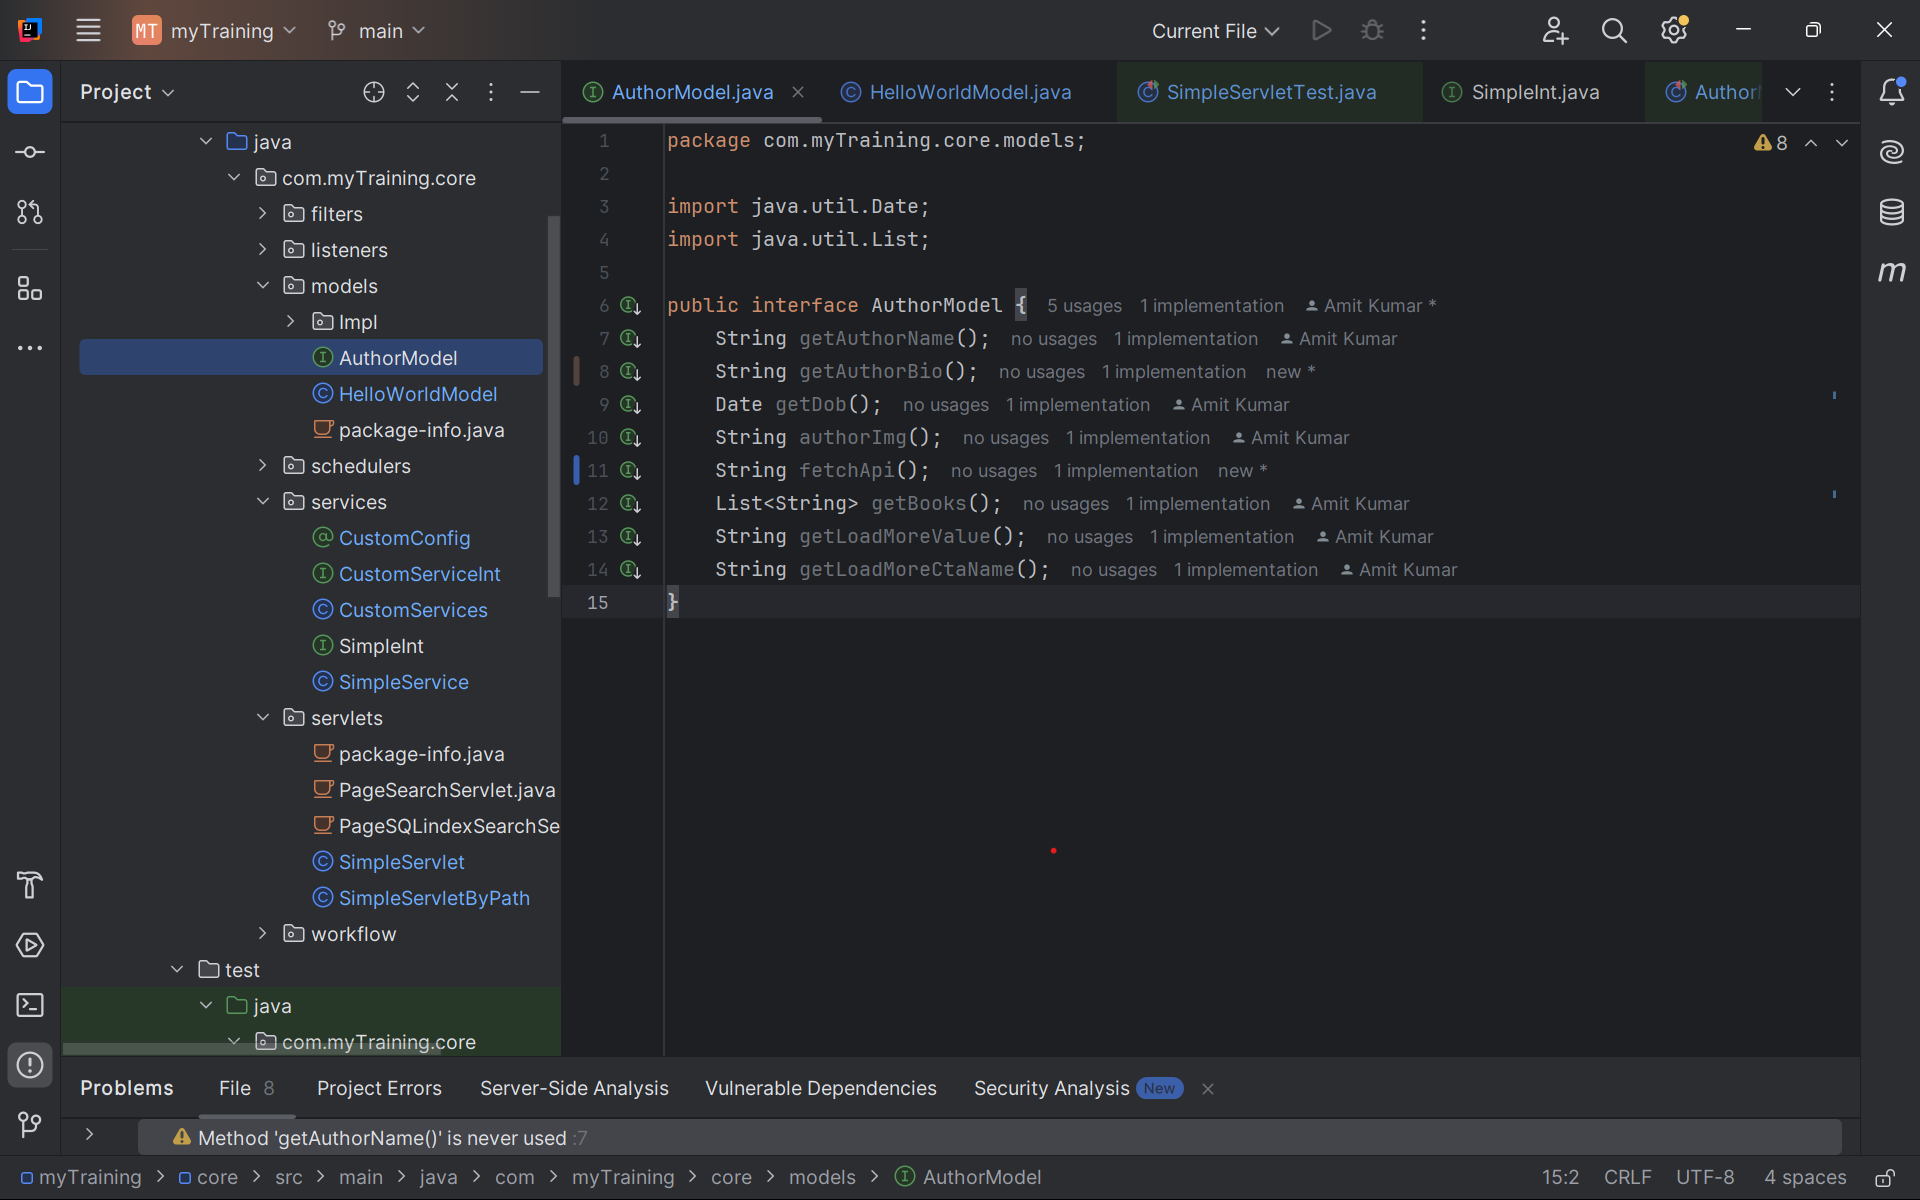 MT myTraining main Current File
Project
AuthorModel.java HelloWorldModel.java SimpleServletTest.java SimpleInt.java Author
java
com.myTraining.core
filters
listeners
models
Impl
AuthorModel
HelloWorldModel
package-info.java
schedulers
services
CustomConfig
CustomServiceInt
CustomServices
SimpleInt
SimpleService
servlets
package-info.java
PageSearchServlet.java
PageSQLindexSearchSe
SimpleServlet
SimpleServletByPath
workflow
test
java
com.myTraining.core
8
1 package com.myTraining.core.models;
2
3 import java.util.Date;
4 import java.util.List;
5
6 public interface AuthorModel { 5 usages 1 implementation Amit Kumar *
7 String getAuthorName(); no usages 1 implementation Amit Kumar
8 String getAuthorBio(); no usages 1 implementation new *
9 Date getDob(); no usages 1 implementation Amit Kumar
10 String authorImg(); no usages 1 implementation Amit Kumar
11 String fetchApi(); no usages 1 implementation new *
12 List<String> getBooks(); no usages 1 implementation Amit Kumar
13 String getLoadMoreValue(); no usages 1 implementation Amit Kumar
14 String getLoadMoreCtaName(); no usages 1 implementation Amit Kumar
15 }
m
Problems File 8 Project Errors Server-Side Analysis Vulnerable Dependencies Security Analysis New
Method 'getAuthorName()' is never used :7
myTraining > core > src > main > java > com > myTraining > core > models > AuthorModel 15:2 CRLF UTF-8 4 spaces